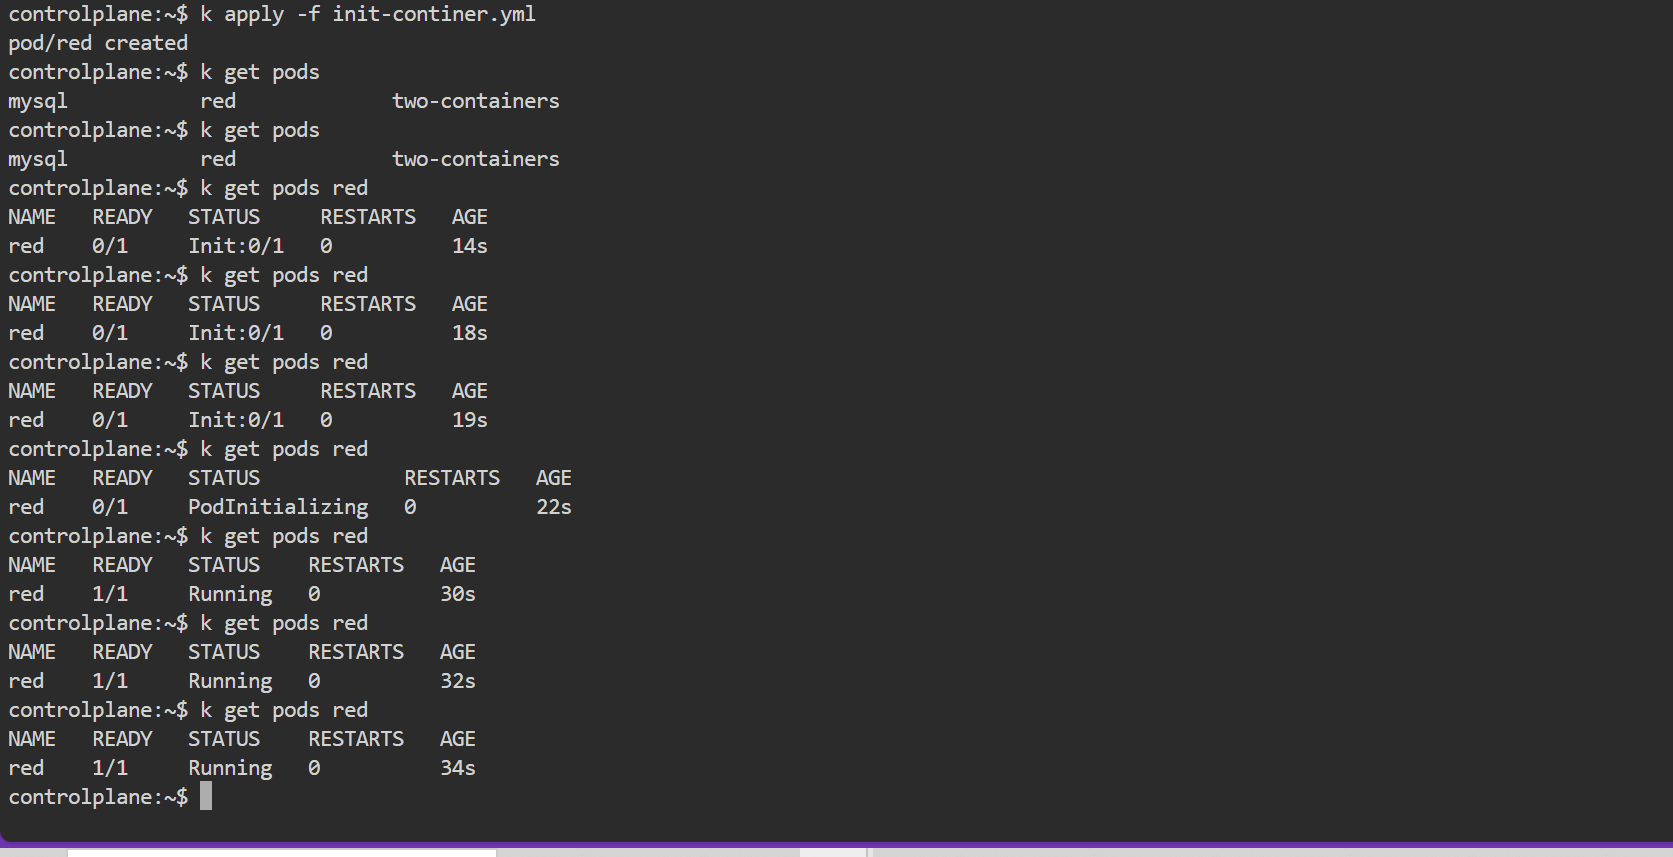 controlplane:~$ k apply -f init-continer.yml
pod/red created
controlplane:~$ k get pods
mysql           red             two-containers
controlplane:~$ k get pods
mysql           red             two-containers
controlplane:~$ k get pods red
NAME   READY   STATUS     RESTARTS   AGE
red    0/1     Init:0/1   0          14s
controlplane:~$ k get pods red
NAME   READY   STATUS     RESTARTS   AGE
red    0/1     Init:0/1   0          18s
controlplane:~$ k get pods red
NAME   READY   STATUS     RESTARTS   AGE
red    0/1     Init:0/1   0          19s
controlplane:~$ k get pods red
NAME   READY   STATUS            RESTARTS   AGE
red    0/1     PodInitializing   0          22s
controlplane:~$ k get pods red
NAME   READY   STATUS    RESTARTS   AGE
red    1/1     Running   0          30s
controlplane:~$ k get pods red
NAME   READY   STATUS    RESTARTS   AGE
red    1/1     Running   0          32s
controlplane:~$ k get pods red
NAME   READY   STATUS    RESTARTS   AGE
red    1/1     Running   0          34s
controlplane:~$